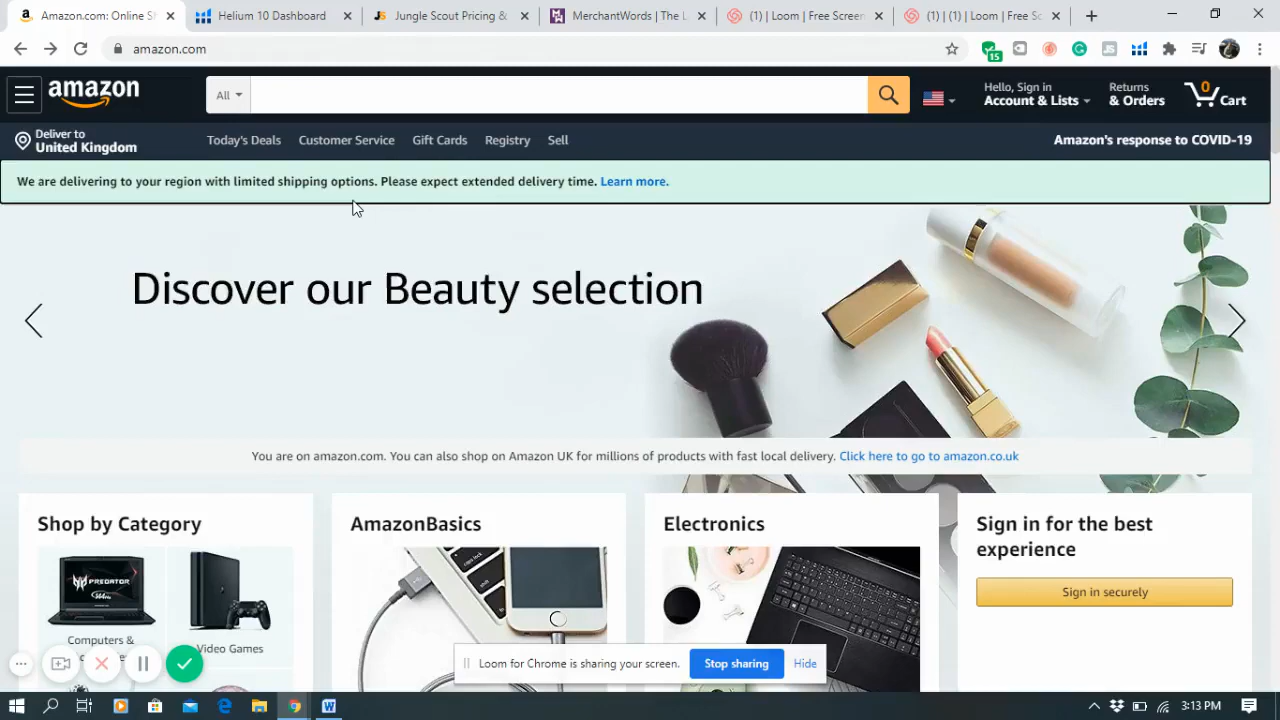 Amazon.com: Online Sh
Helium 10 Dashboard
Jungle Scout Pricing &
MerchantWords | The L
(1) | Loom | Free Screen
(1) | (1) | Loom | Free Sc
amazon.com
15
JS
amazon
All
Hello, Sign in
Account & Lists
Returns
& Orders
0
Cart
Deliver to
United Kingdom
Today's Deals
Customer Service
Gift Cards
Registry
Sell
Amazon's response to COVID-19
We are delivering to your region with limited shipping options. Please expect extended delivery time. Learn more.
Discover our Beauty selection
You are on amazon.com. You can also shop on Amazon UK for millions of products with fast local delivery. Click here to go to amazon.co.uk
Shop by Category
AmazonBasics
Electronics
Sign in for the best
experience
PREDATOR
Computers &
Video Games
Sign in securely
Loom for Chrome is sharing your screen.
Stop sharing
Hide
3:13 PM